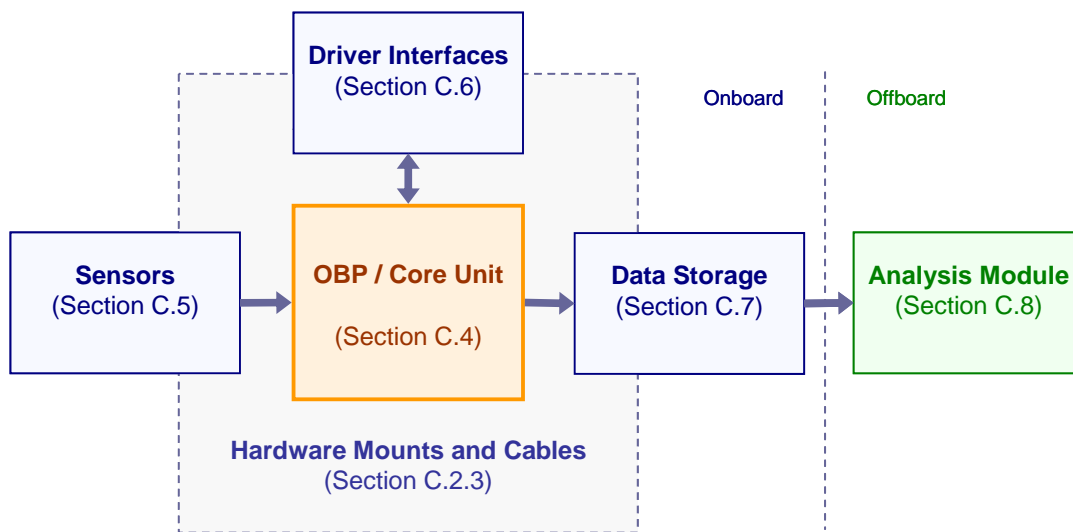 Driver Interfaces
(Section C.6)
Onboard
Offboard
Sensors
(Section C.5)
OBP / Core Unit
(Section C.4)
Data Storage
(Section C.7)
Analysis Module
(Section C.8)
Hardware Mounts and Cables
(Section C.2.3)